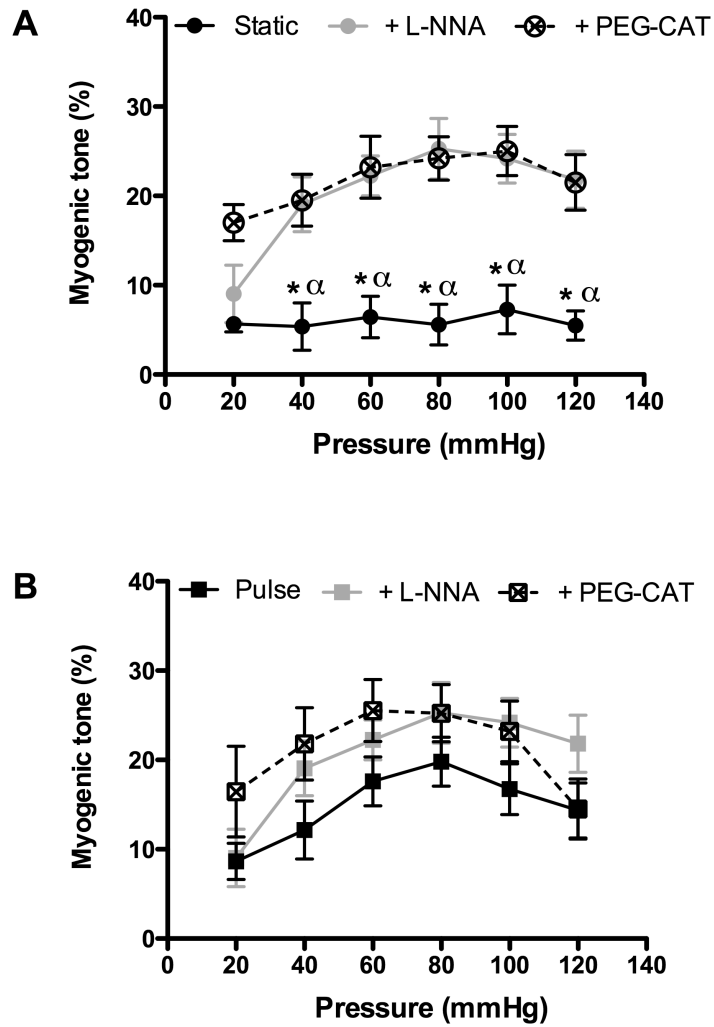 A
Static + L-NNA + PEG-CAT
Myogenic tone (%)
40
30
20
10
0
* α * α * α * α * α
0 20 40 60 80 100 120 140
Pressure (mmHg)
B
Pulse + L-NNA + PEG-CAT
Myogenic tone (%)
40
30
20
10
0
0 20 40 60 80 100 120 140
Pressure (mmHg)